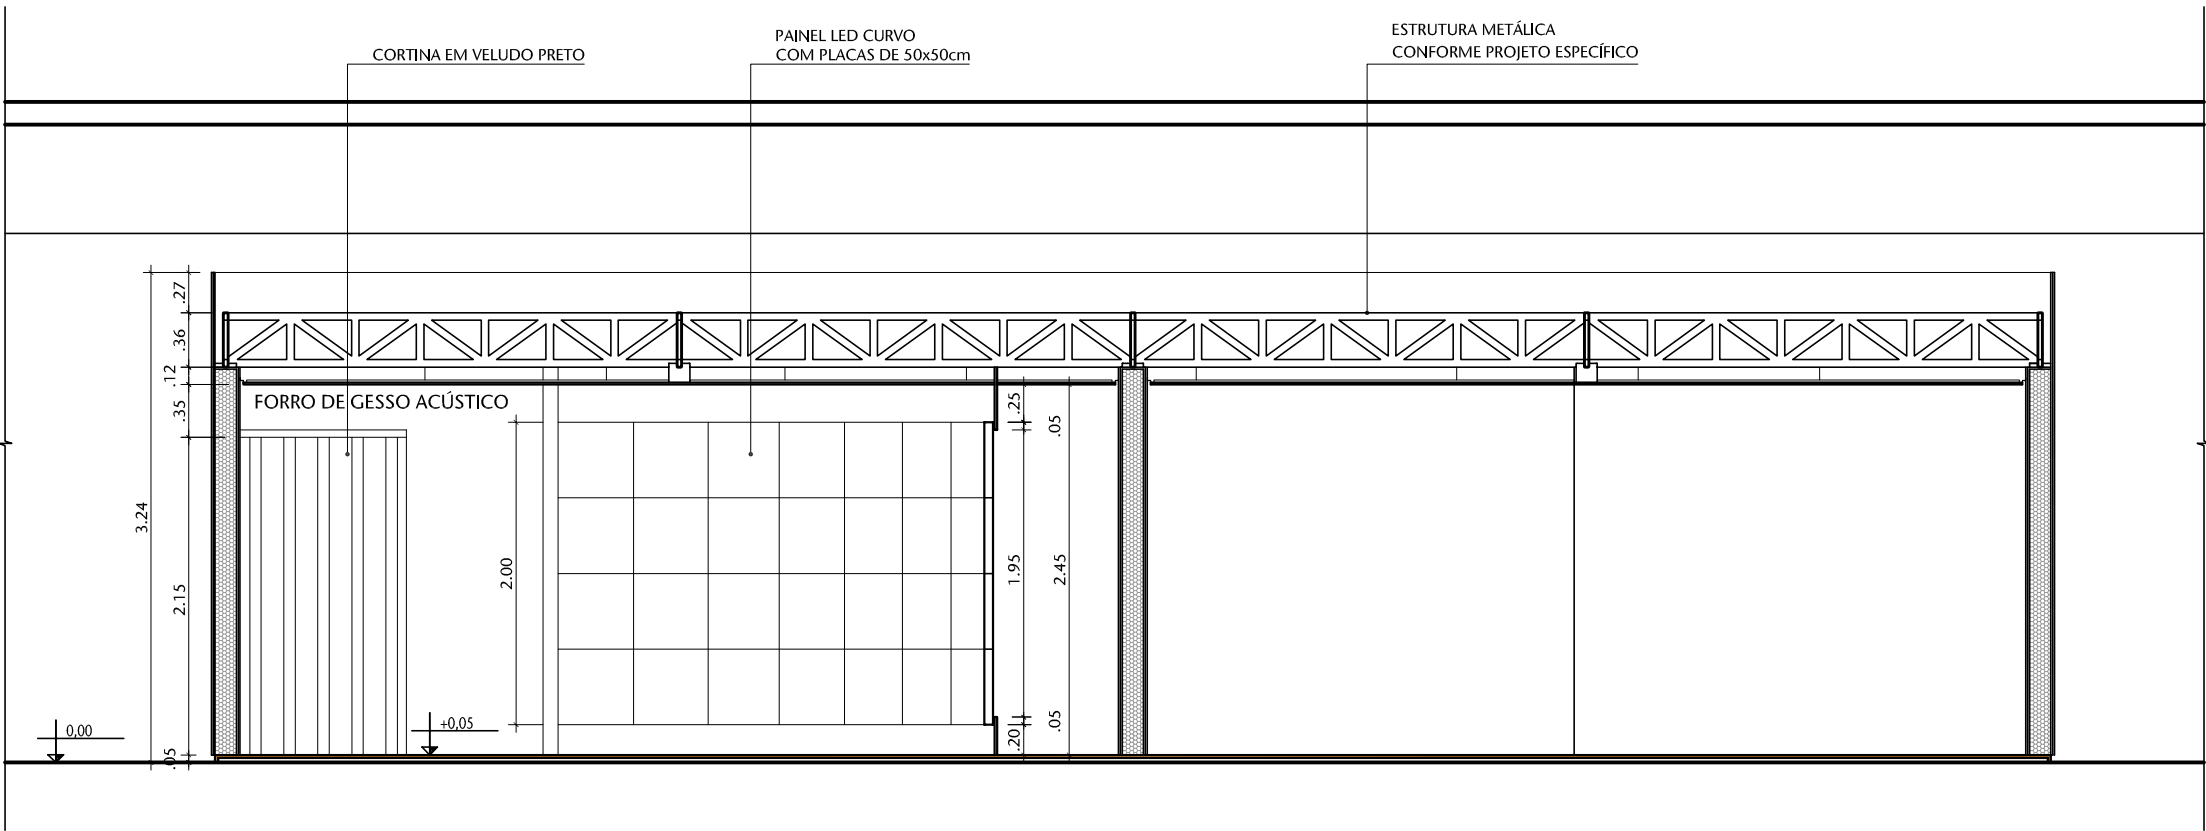 CORTINA EM VELUDO PRETO
PAINEL LED CURVO
COM PLACAS DE 50x50cm
ESTRUTURA METÁLICA
CONFORME PROJETO ESPECÍFICO
.27
.36
.12
.35
3.24
2.15
.05
FORRO DE GESSO ACÚSTICO
2.00
.25
.05
1.95
2.45
.05
.20
0,00
+0,05